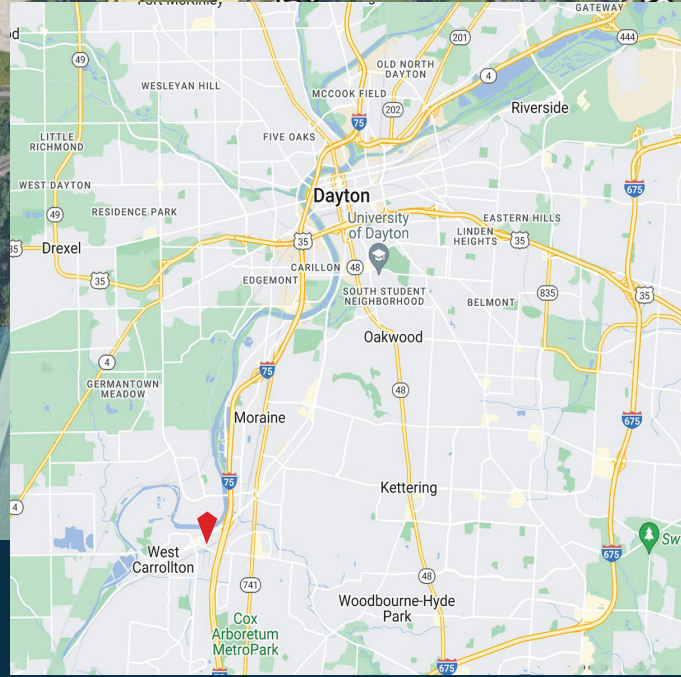 GATEWAY
201
444
49
OLD NORTH
DAYTON
4
WESLEYAN HILL
MCCOOK FIELD
202
Riverside
75
LITTLE
RICHMOND
FIVE OAKS
WEST DAYTON
675
Dayton
49
RESIDENCE PARK
University
of Dayton
EASTERN HILLS
LINDEN
HEIGHTS
35
35
35
Drexel
CARILLON
48
35
EDGEMONT
SOUTH STUDENT
NEIGHBORHOOD
BELMONT
835
35
Oakwood
4
75
GERMANTOWN
MEADOW
48
Moraine
675
75
Kettering
4
West
Carrollton
Sw
675
48
741
Woodbourne-Hyde
Park
Cox
Arboretum
MetroPark
675